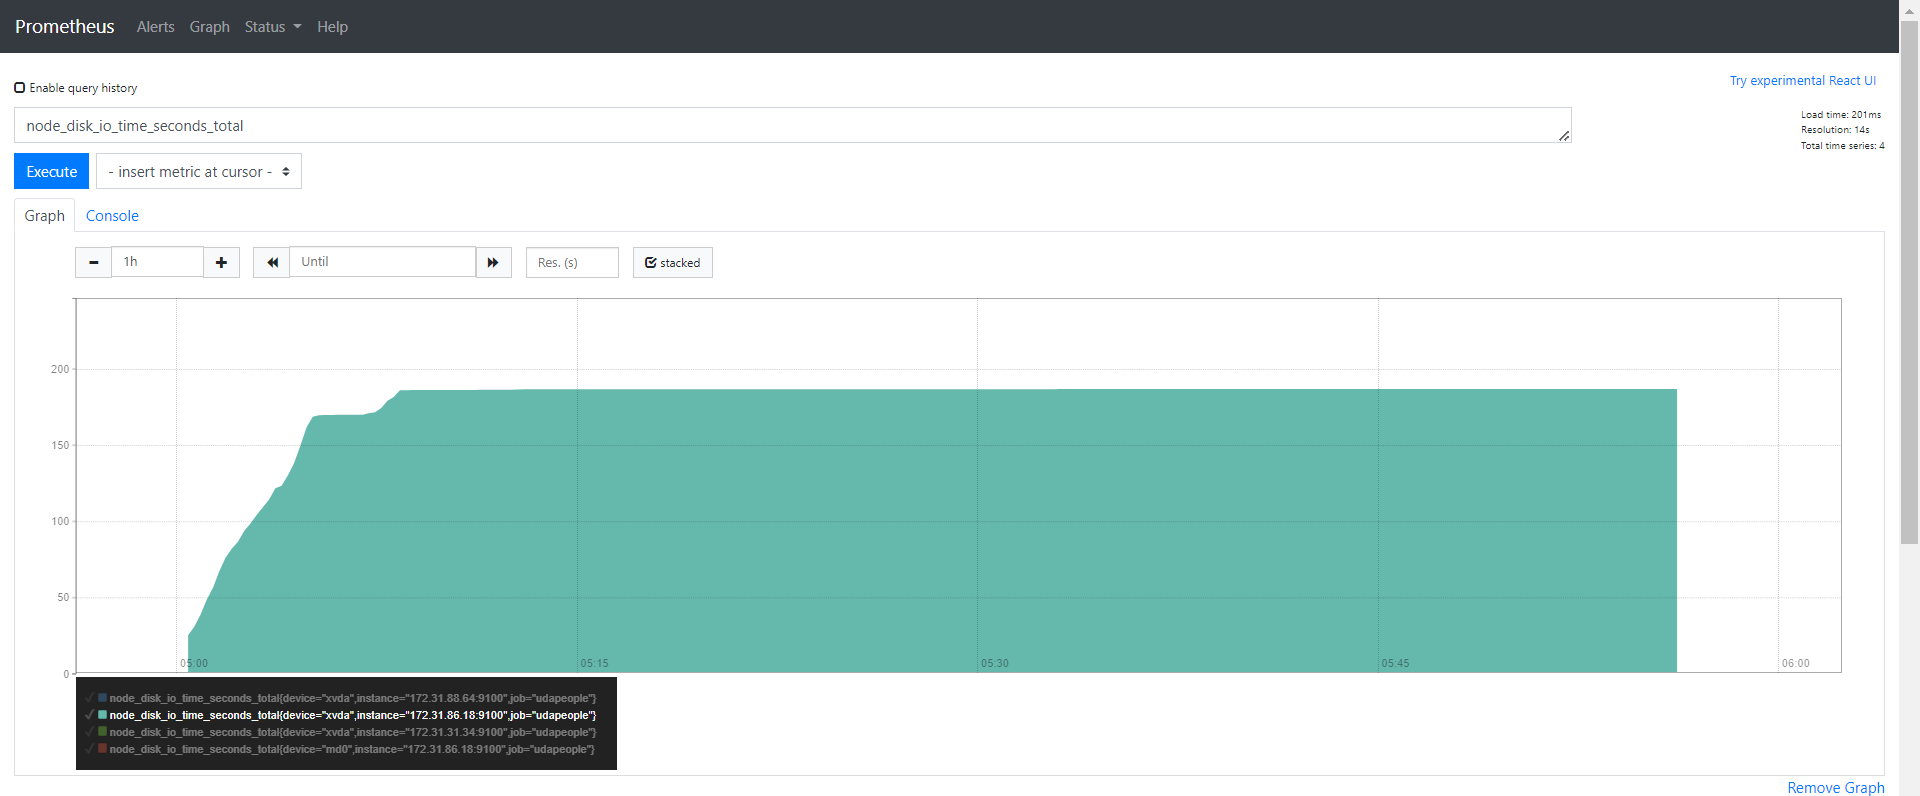 Prometheus Alerts Graph Status Help
Enable query history
Try experimental React UI
node_disk_io_time_seconds_total
Load time: 201ms
Resolution: 14s
Total time series: 4
Execute - insert metric at cursor -
Graph Console
1h Until Res. (s) stacked
200
150
100
50
0
05:00 05:15 05:30 05:45 06:00
node_disk_io_time_seconds_total{device="xvda",instance="172.31.88.64:9100",job="udapeople"}
node_disk_io_time_seconds_total{device="xvda",instance="172.31.86.18:9100",job="udapeople"}
node_disk_io_time_seconds_total{device="xvda",instance="172.31.31.34:9100",job="udapeople"}
node_disk_io_time_seconds_total{device="md0",instance="172.31.86.18:9100",job="udapeople"}
Remove Graph